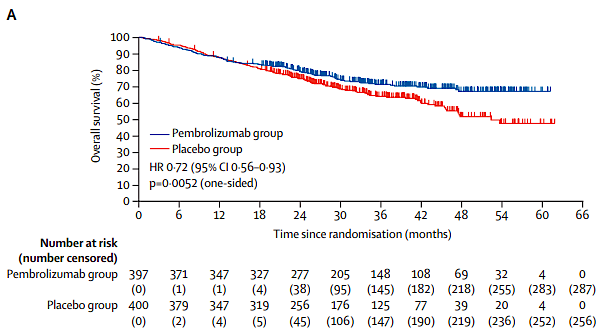 A
100
90
80
70
60
50
40
30
20
10
0
Overall survival (%)
Pembrolizumab group
Placebo group
HR 0·72 (95% CI 0·56–0·93)
p=0·0052 (one-sided)
0 6 12 18 24 30 36 42 48 54 60 66
Time since randomisation (months)
Number at risk
(number censored)
Pembrolizumab group 397 371 347 327 277 205 148 108 69 32 4 0
(0) (1) (1) (4) (38) (95) (145) (182) (218) (255) (283) (287)
Placebo group 400 379 347 319 256 176 125 77 39 20 4 0
(0) (2) (4) (5) (45) (106) (147) (190) (219) (236) (252) (256)